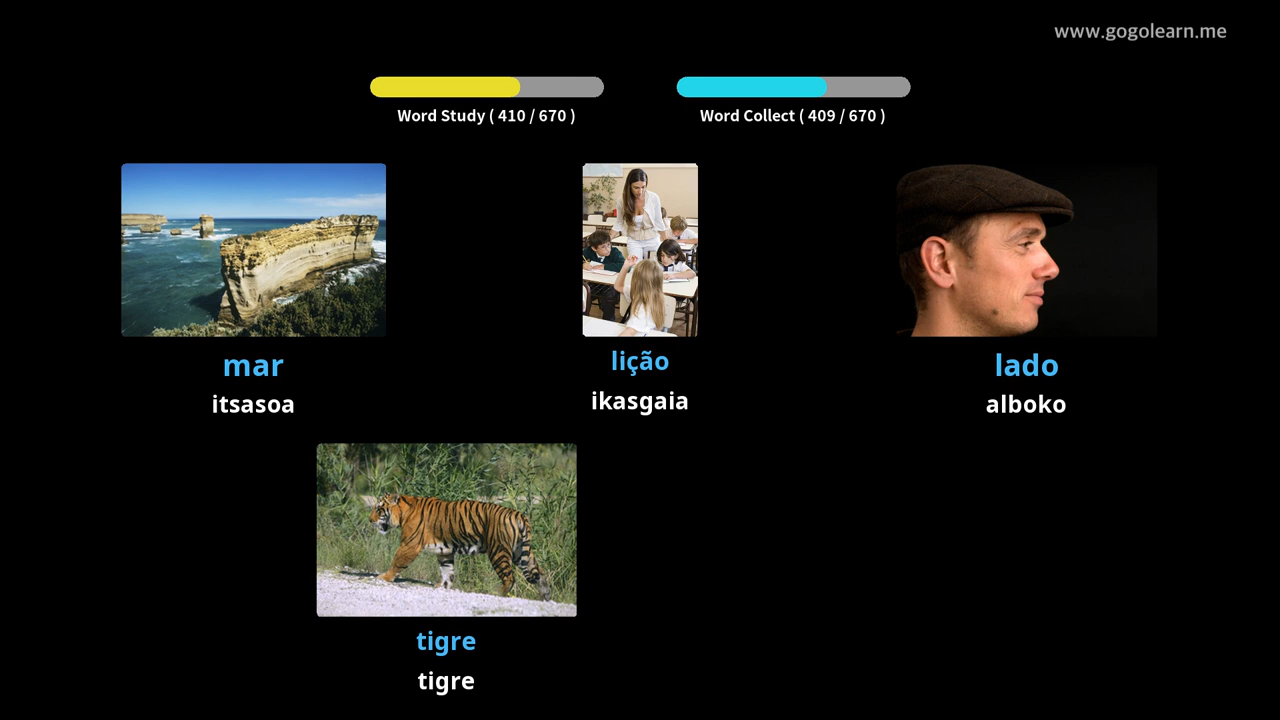 www.gogolearn.me
Word Study ( 410 / 670 )
Word Collect ( 409 / 670 )
mar
itsasoa
lição
ikasgaia
lado
alboko
tigre
tigre